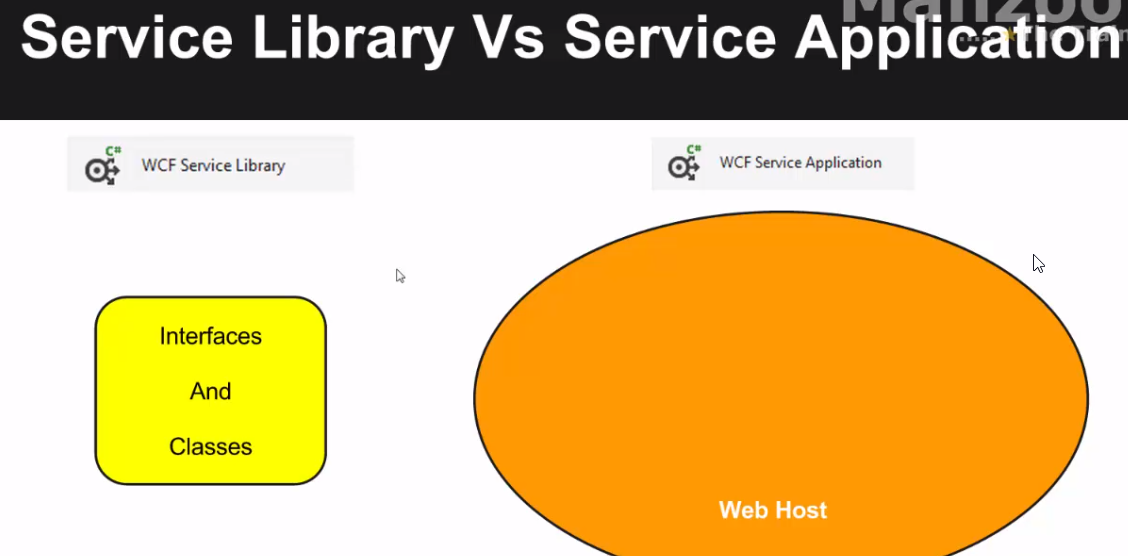 Service Library Vs Service Application
C#
WCF Service Library
C#
WCF Service Application
Interfaces
And
Classes
Web Host